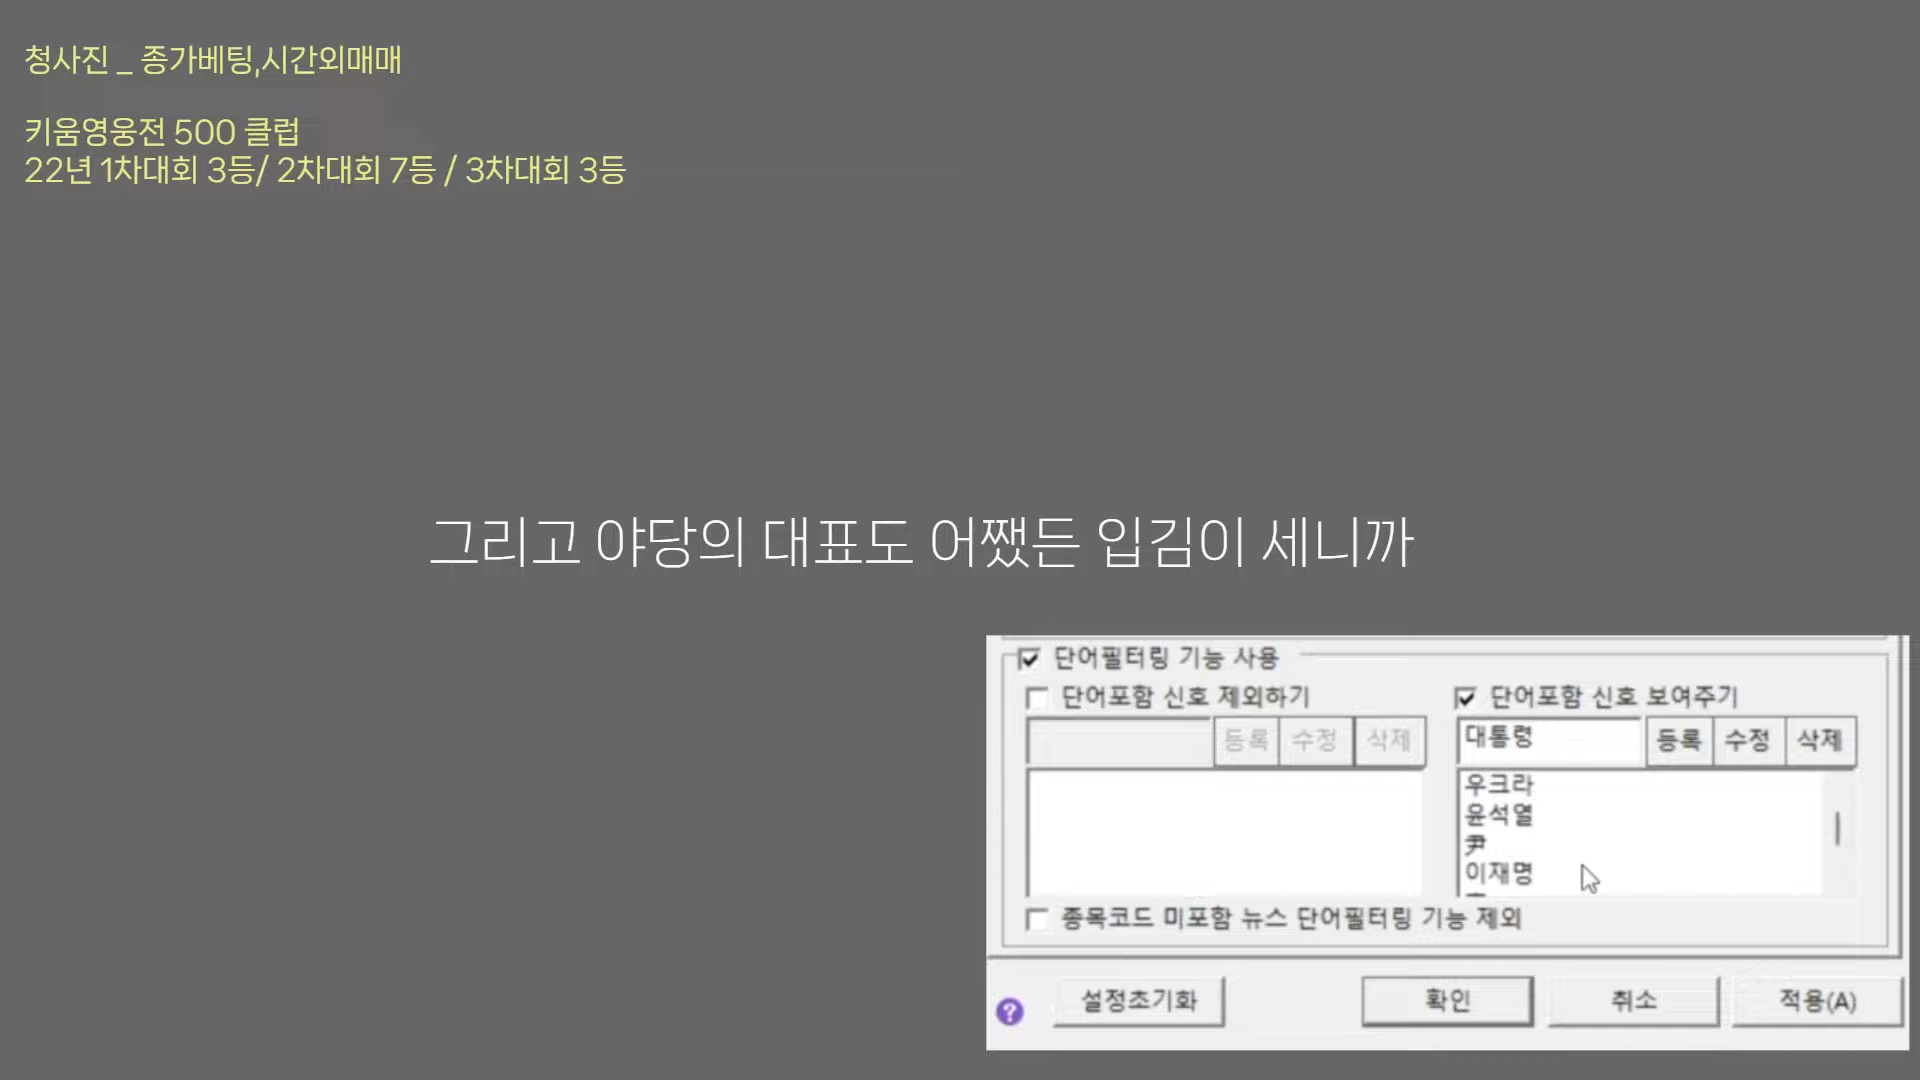 청사진 _ 종가베팅,시간외매매
키움영웅전 500 클럽
22년 1차대회 3등/ 2차대회 7등 / 3차대회 3등
그리고 야당의 대표도 어쨌든 입김이 세니까
단어필터링 기능 사용
단어포함 신호 제외하기
단어포함 신호 보여주기
등록 수정 삭제
대통령 등록 수정 삭제
우크라
윤석열
尹
이재명
종목코드 미포함 뉴스 단어필터링 기능 제외
? 설정초기화 확인 취소 적용(A)